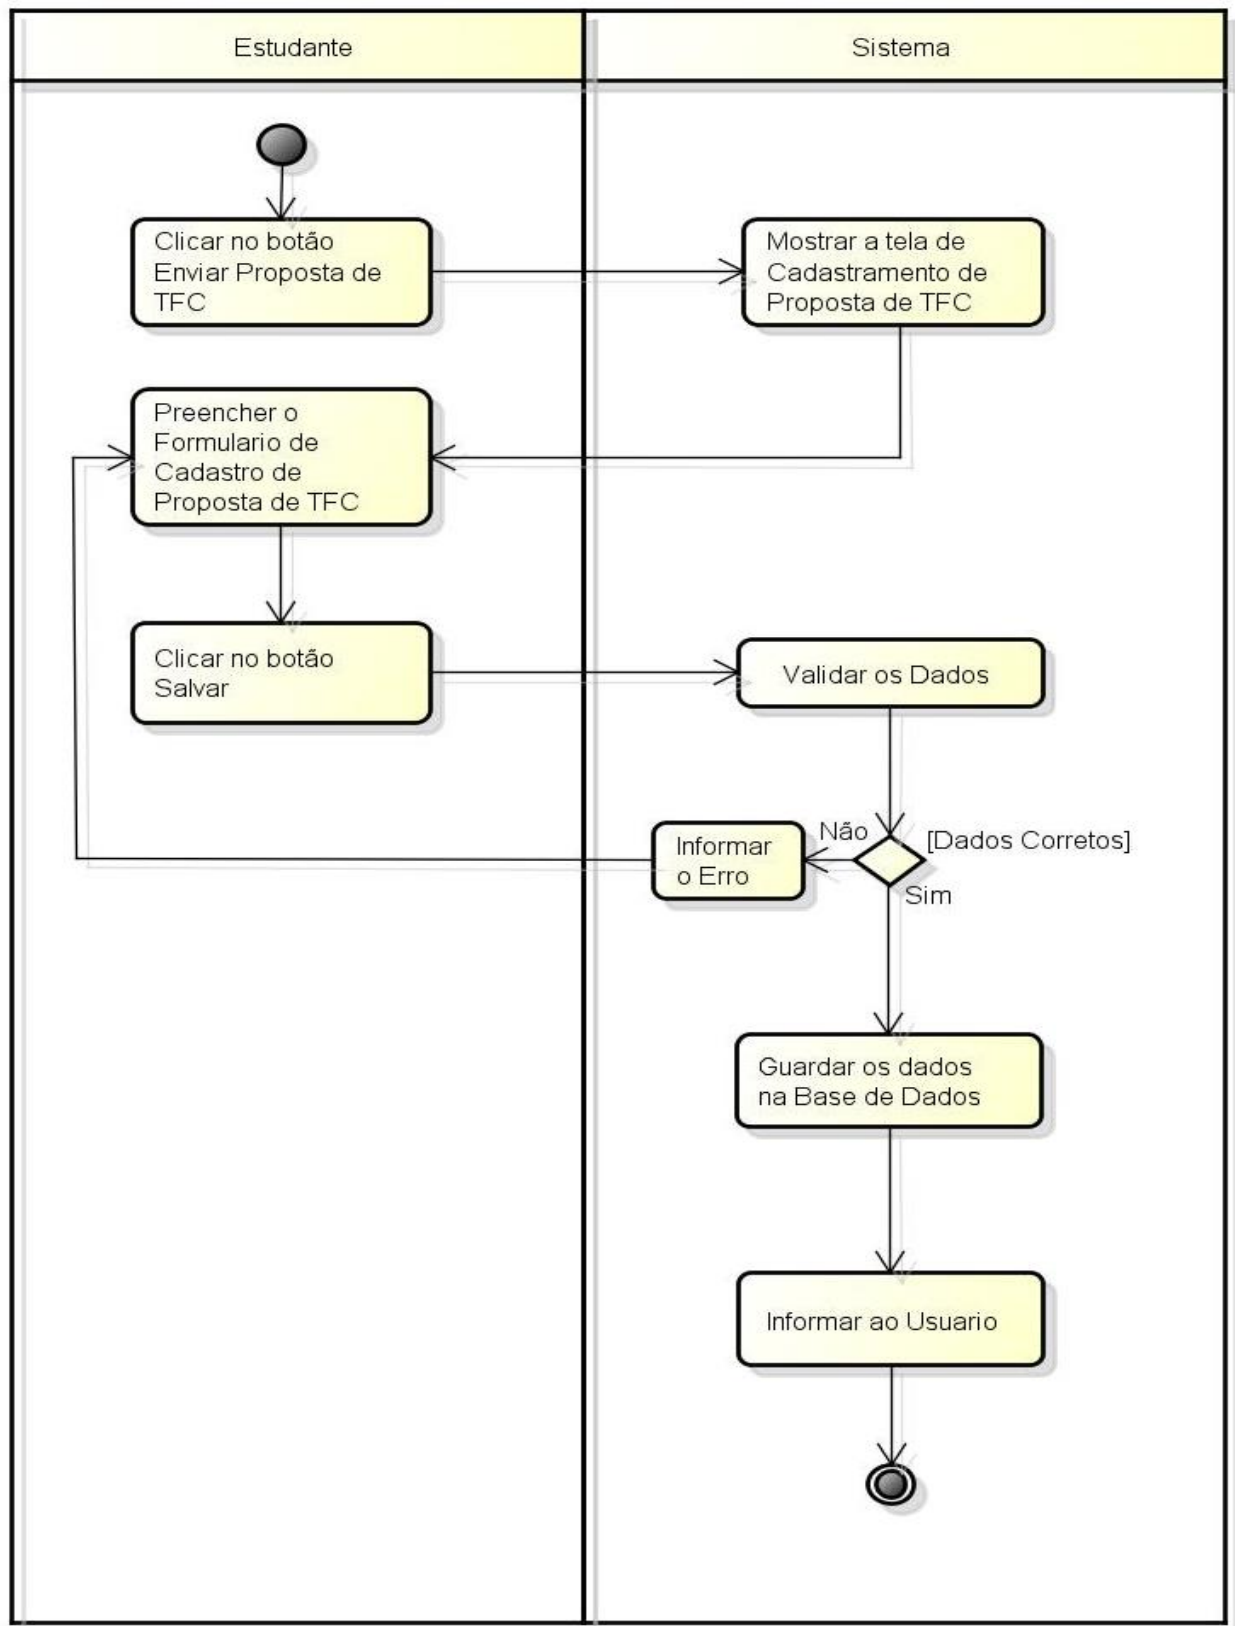 Estudante
Sistema
Clicar no botão
Enviar Proposta de
TFC
Mostrar a tela de
Cadastramento de
Proposta de TFC
Preencher o
Formulario de
Cadastro de
Proposta de TFC
Clicar no botão
Salvar
Validar os Dados
Não
[Dados Corretos]
Informar
o Erro
Sim
Guardar os dados
na Base de Dados
Informar ao Usuario